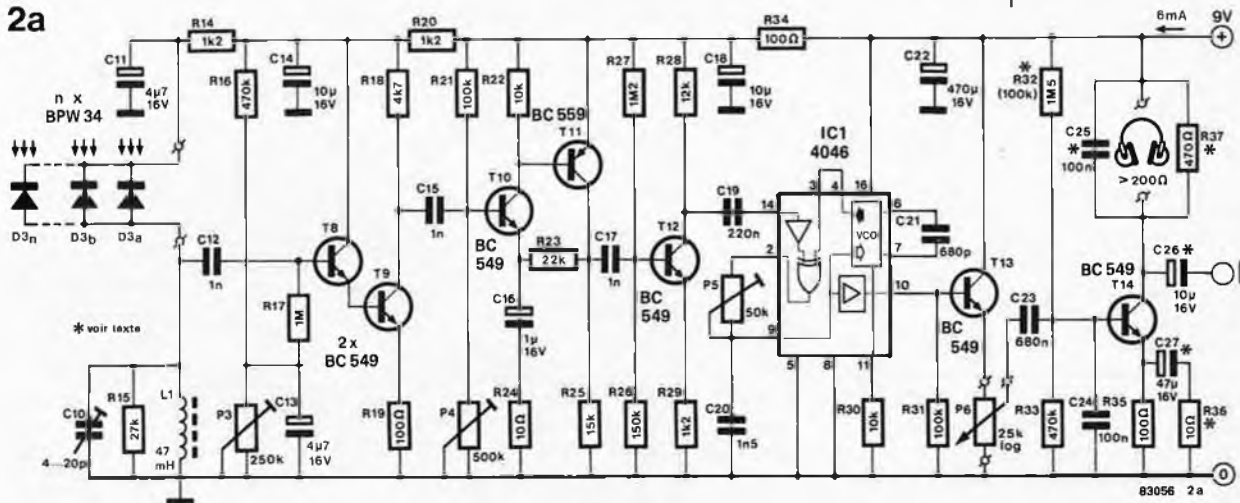 2a
R14
1k2
R20
1k2
R34
100Ω
6mA
9V
+
C11
4µ7
16V
R16
470k
C14
10µ
16V
R18
4k7
R21
100k
R22
10k
BC 559
T11
R27
1M2
R28
12k
C18
10µ
16V
C22
470µ
16V
*
R32
(100k)
1M5
C25
*
100n
>200Ω
R37
470Ω
*
n x
BPW 34
D3n
D3b
D3a
C12
1n
R17
1M
T8
T9
2 x
BC 549
C15
1n
T10
BC
549
R23
22k
C17
1n
T12
BC
549
C19
220n
IC1
4046
3
4
16
14
2
9
5
8
11
6
7
10
VCO
C21
680p
P5
50k
T13
BC
549
C23
680n
BC 549
T14
C26
*
10µ
16V
C27
*
47µ
16V
* voir texte
C10
4...20p
R15
27k
L1
47
mH
P3
250k
C13
4µ7
16V
R19
100Ω
P4
500k
C16
1µ
16V
R24
10Ω
R25
15k
R26
150k
R29
1k2
C20
1n5
R30
10k
R31
100k
P6
25k
log
R33
470k
C24
100n
R35
100Ω
R36
10Ω
*
0
83056
2a